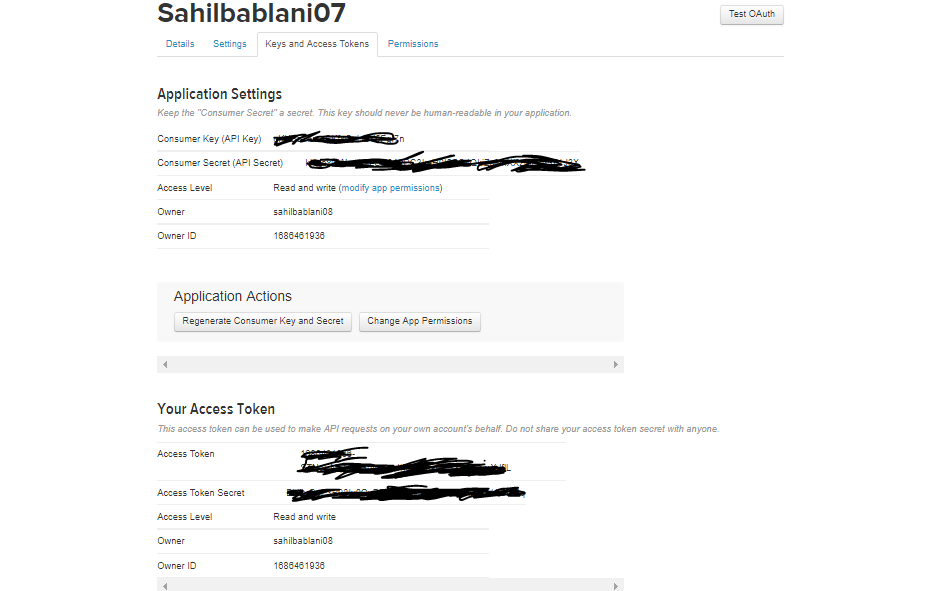 Sahilbablani07
Test OAuth
Details Settings Keys and Access Tokens Permissions
Application Settings
Keep the "Consumer Secret" a secret. This key should never be human-readable in your application.
Consumer Key (API Key)
Consumer Secret (API Secret)
Access Level Read and write (modify app permissions)
Owner sahilbablani08
Owner ID 1686461936
Application Actions
Regenerate Consumer Key and Secret Change App Permissions
Your Access Token
This access token can be used to make API requests on your own account's behalf. Do not share your access token secret with anyone.
Access Token
Access Token Secret
Access Level Read and write
Owner sahilbablani08
Owner ID 1686461936